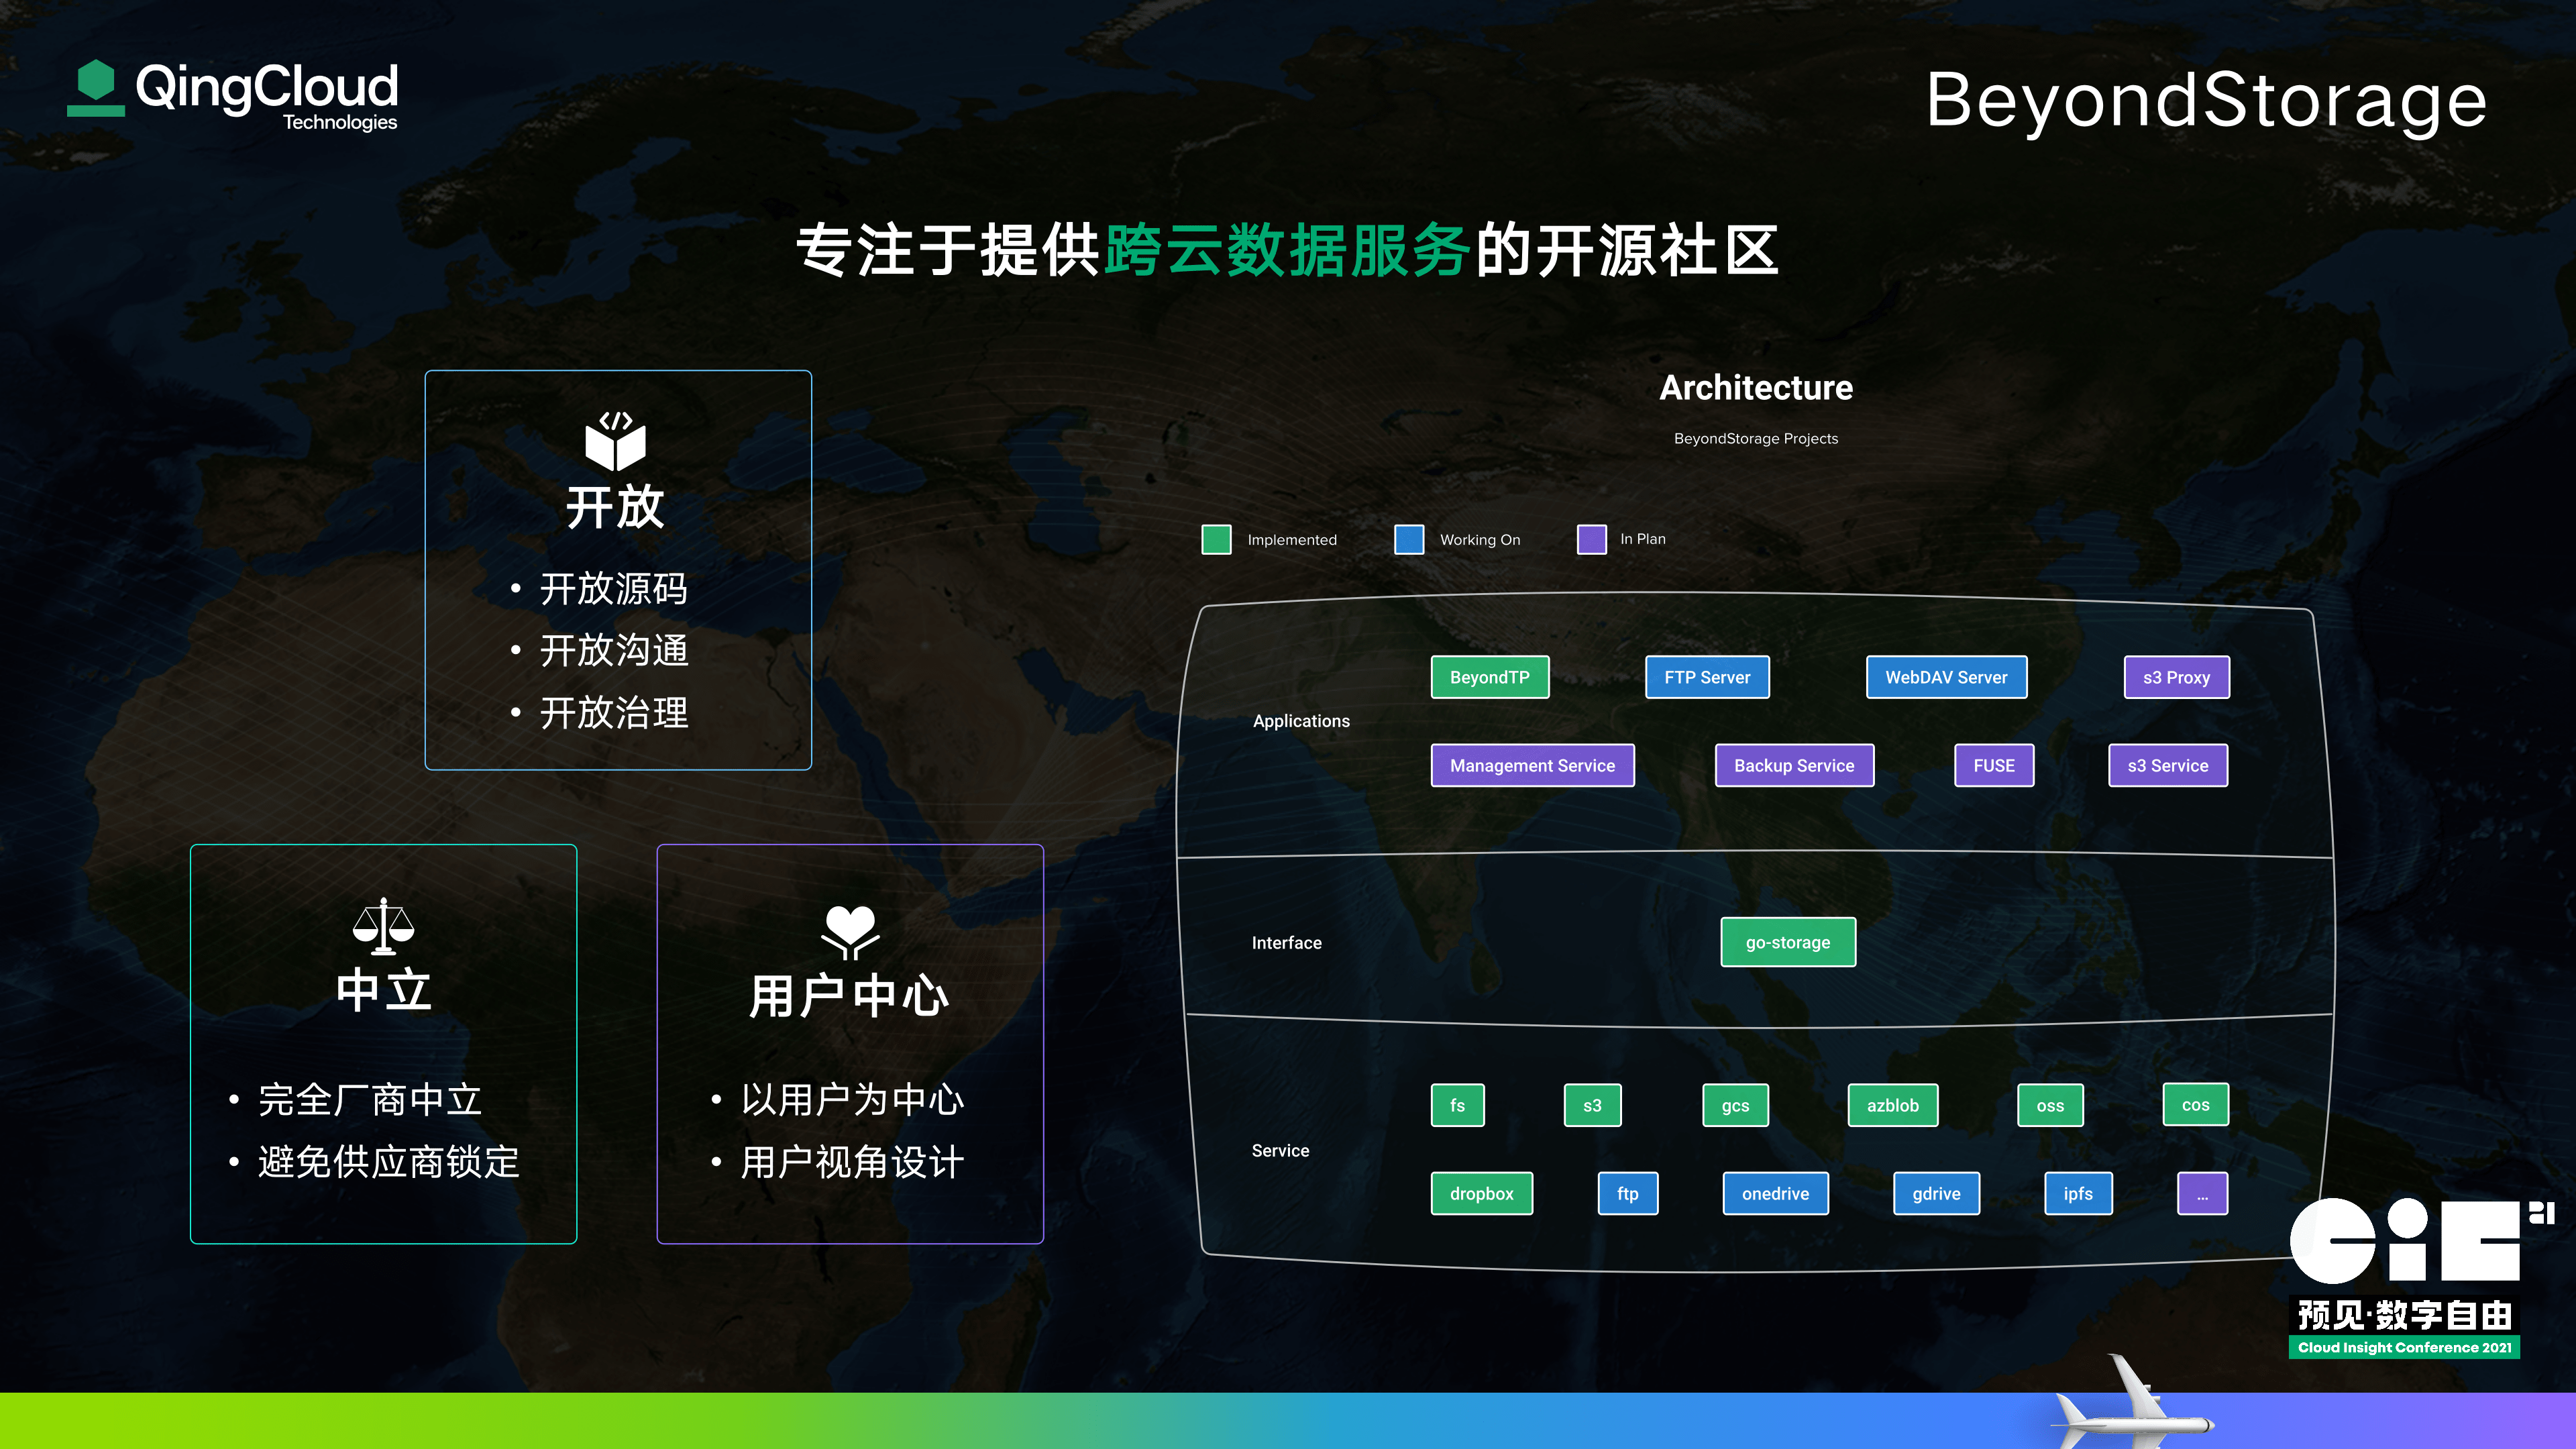 QingCloud
Technologies
BeyondStorage
专注于提供跨云数据服务的开源社区
开放
• 开放源码
• 开放沟通
• 开放治理
中立
• 完全厂商中立
• 避免供应商锁定
用户中心
• 以用户为中心
• 用户视角设计
Architecture
BeyondStorage Projects
Implemented Working On In Plan
Applications
BeyondTP FTP Server WebDAV Server s3 Proxy
Management Service Backup Service FUSE s3 Service
Interface
go-storage
Service
fs s3 gcs azblob oss cos
dropbox ftp onedrive gdrive ipfs ...
CiC 21
预见·数字自由
Cloud Insight Conference 2021